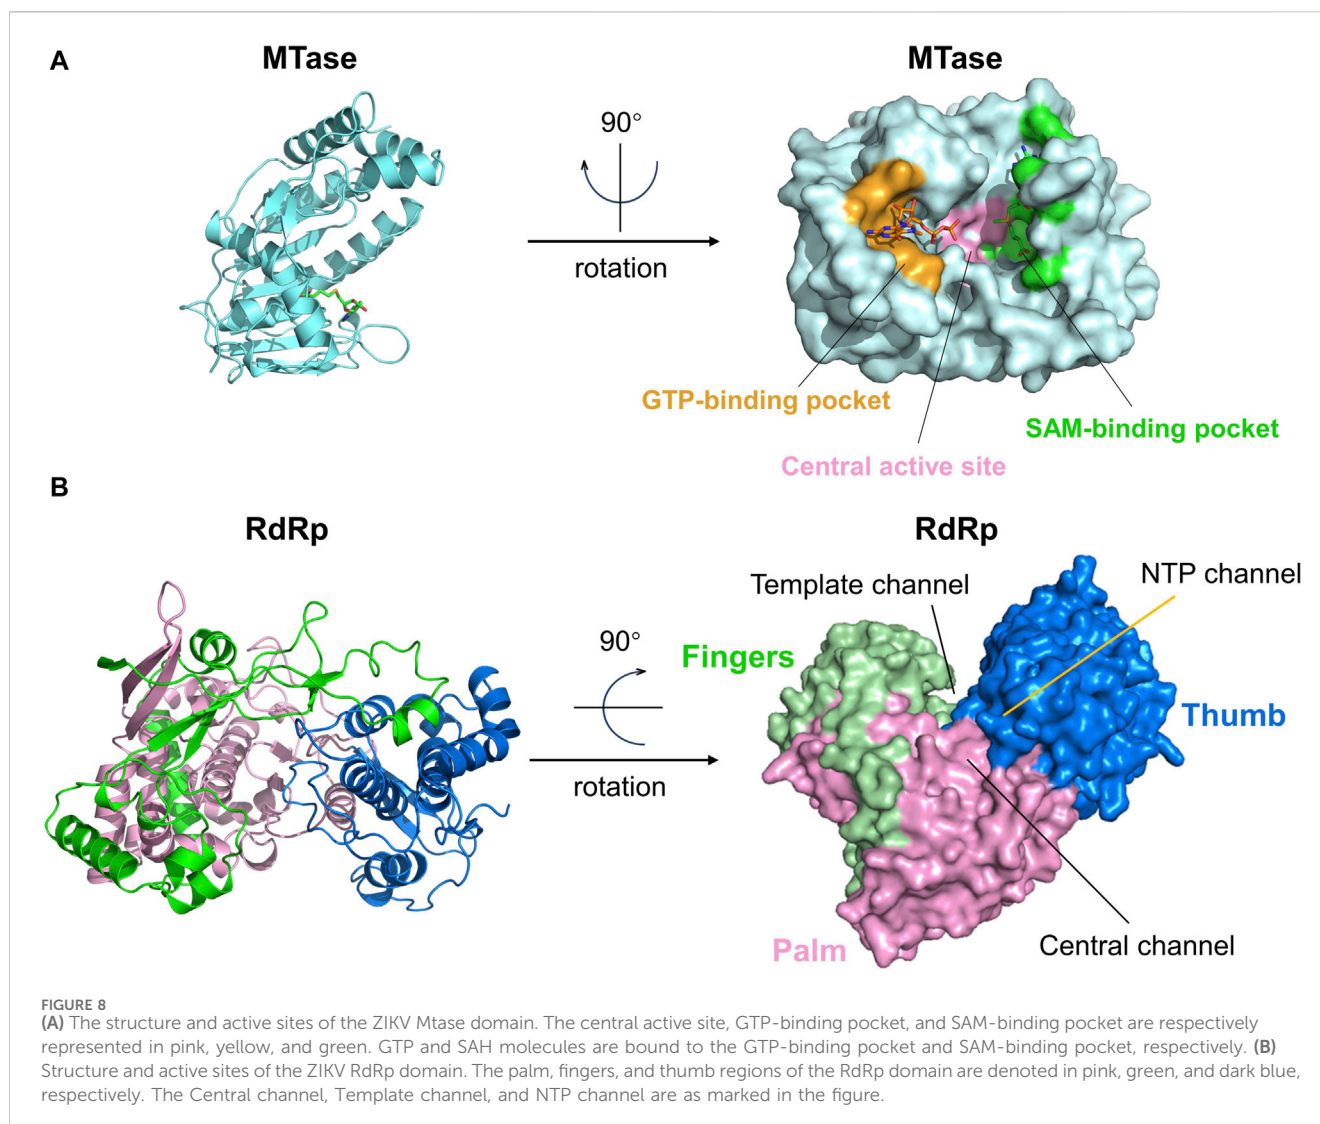 A
MTase
90°
rotation
MTase
GTP-binding pocket
SAM-binding pocket
Central active site
B
RdRp
90°
rotation
RdRp
Template channel
NTP channel
Fingers
Thumb
Palm
Central channel
FIGURE 8
(A) The structure and active sites of the ZIKV Mtase domain. The central active site, GTP-binding pocket, and SAM-binding pocket are respectively
represented in pink, yellow, and green. GTP and SAH molecules are bound to the GTP-binding pocket and SAM-binding pocket, respectively. (B)
Structure and active sites of the ZIKV RdRp domain. The palm, fingers, and thumb regions of the RdRp domain are denoted in pink, green, and dark blue,
respectively. The Central channel, Template channel, and NTP channel are as marked in the figure.